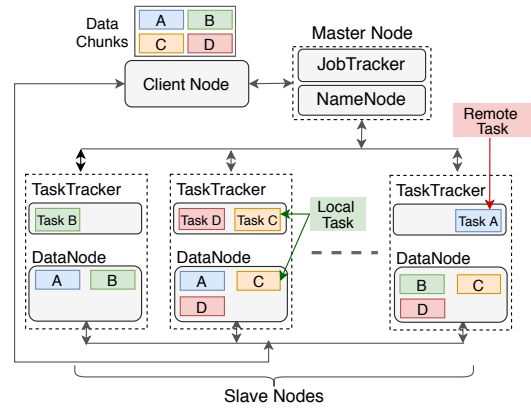 Data
Chunks
A B
C D
Master Node
Client Node
JobTracker
NameNode
Remote
Task
TaskTracker
Task B
DataNode
A B
TaskTracker
Task D Task C
DataNode
A C
D
Local
Task
TaskTracker
Task A
DataNode
B C
D
Slave Nodes